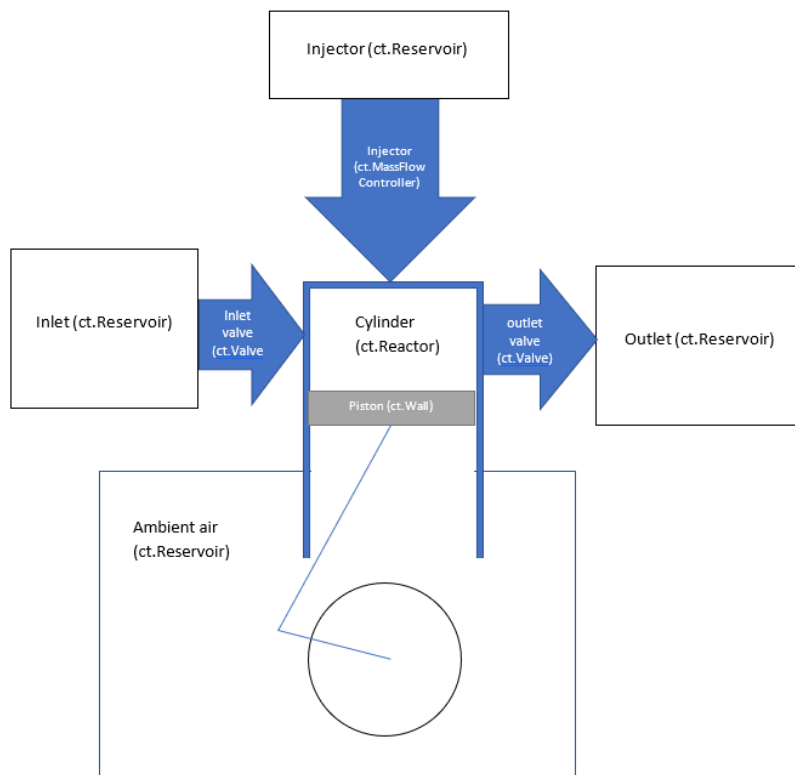 Injector (ct.Reservoir)
Injector
(ct.MassFlow
Controller)
Inlet (ct.Reservoir)
Inlet
valve
(ct.Valve
Cylinder
(ct.Reactor)
outlet
valve
(ct.Valve)
Outlet (ct.Reservoir)
Piston (ct.Wall)
Ambient air
(ct.Reservoir)